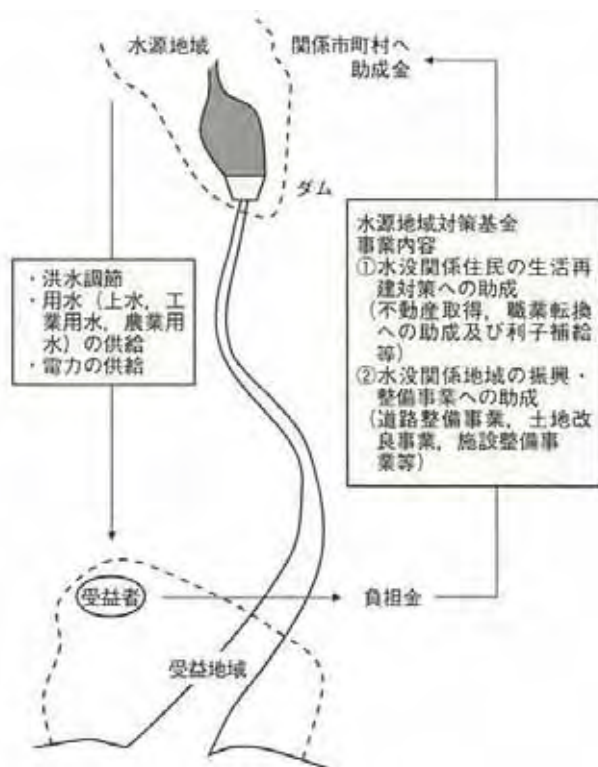 水源地域
関係市町村へ
助成金
ダム
・洪水調節
・用水（上水，工
業用水，農業用
水）の供給
・電力の供給
水源地域対策基金
事業内容
①水没関係住民の生活再
建対策への助成
（不動産取得，職業転換
への助成及び利子補給
等）
②水没関係地域の振興・
整備事業への助成
（道路整備事業，土地改
良事業，施設整備事
業等）
受益者
負担金
受益地域